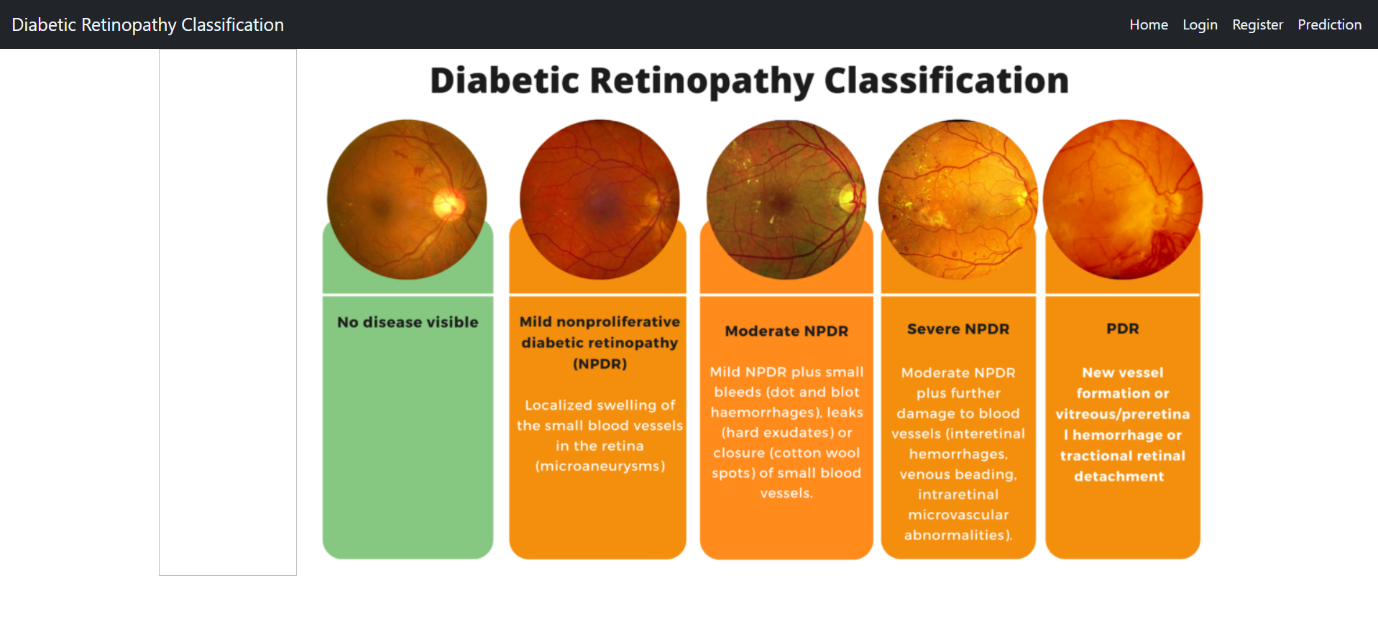 Diabetic Retinopathy Classification
Home Login Register Prediction
Diabetic Retinopathy Classification
No disease visible
Mild nonproliferative
diabetic retinopathy
(NPDR)
Localized swelling of
the small blood vessels
in the retina
(microaneurysms)
Moderate NPDR
Mild NPDR plus small
bleeds (dot and blot
haemorrhages), leaks
(hard exudates) or
closure (cotton wool
spots) of small blood
vessels.
Severe NPDR
Moderate NPDR
plus further
damage to blood
vessels (interetinal
hemorrhages,
venous beading,
intraretinal
microvascular
abnormalities).
PDR
New vessel
formation or
vitreous/preretina
l hemorrhage or
tractional retinal
detachment